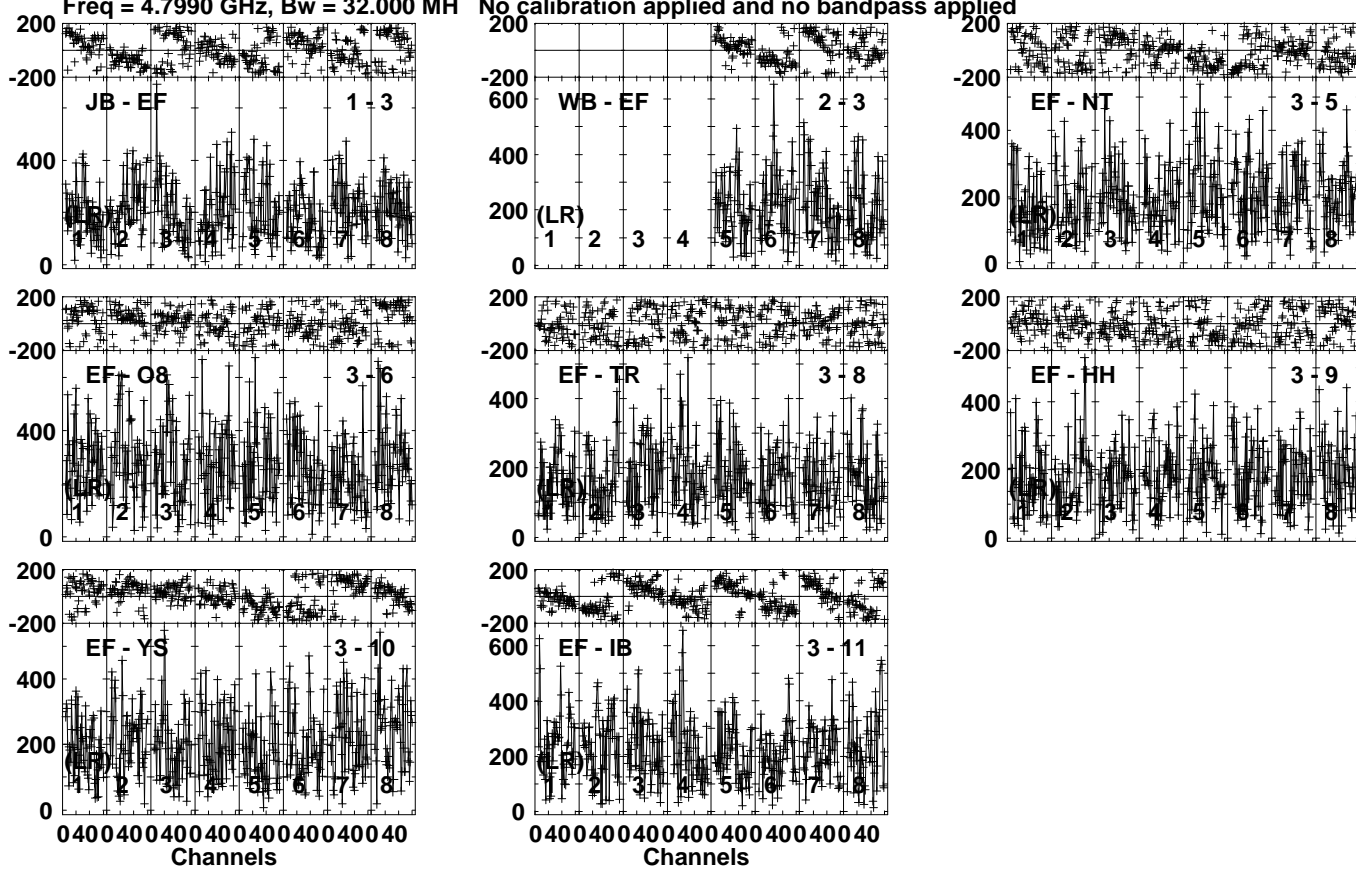 Freq = 4.7990 GHz, Bw = 32.000 MH No calibration applied and no bandpass applied
200
-200
JB - EF 1 - 3
400
0
(LR)
1 2 3 4 5 6 7 8
200
-200
WB - EF 2 - 3
600
400
200
0
(LR)
1 2 3 4 5 6 7 8
200
-200
EF - NT 3 - 5
400
200
0
(LR)
1 2 3 4 5 6 7 8
200
-200
EF - O8 3 - 6
400
0
(LR)
1 2 3 4 5 6 7 8
200
-200
EF - TR 3 - 8
400
200
0
(LR)
1 2 3 4 5 6 7 8
200
-200
EF - HH 3 - 9
400
200
0
(LR)
1 2 3 4 5 6 7 8
200
-200
EF - YS 3 - 10
400
200
0
(LR)
1 2 3 4 5 6 7 8
0 40 0 40 0 40 0 40 0 40 0 40 0 40 0 40
Channels
200
-200
EF - IB 3 - 11
600
400
200
0
(LR)
1 2 3 4 5 6 7 8
0 40 0 40 0 40 0 40 0 40 0 40 0 40 0 40
Channels